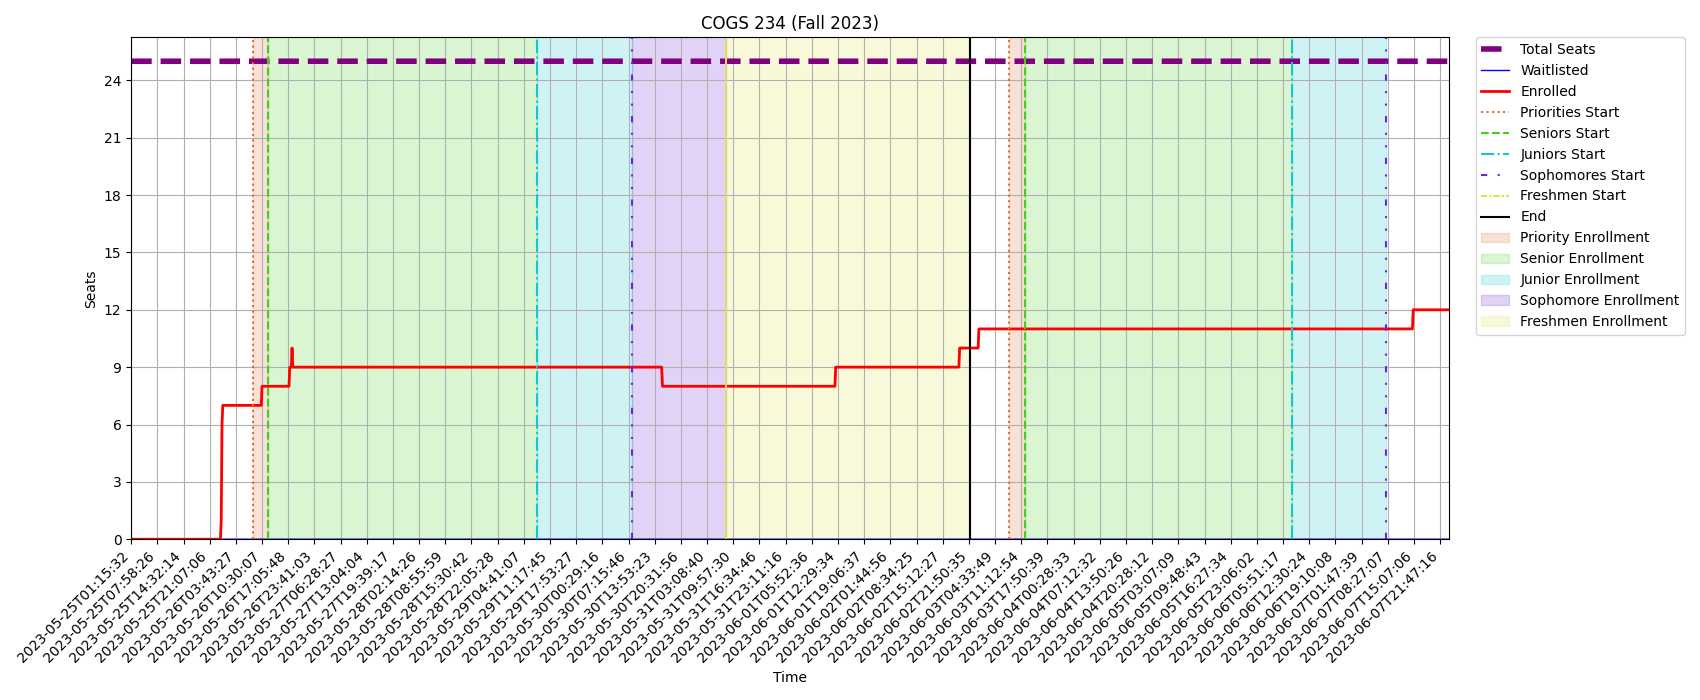 COGS 234 (Fall 2023)
Seats
24
21
18
15
12
9
6
3
0
2023-05-25T01:15:32
2023-05-25T07:58:26
2023-05-25T14:32:14
2023-05-25T21:07:06
2023-05-26T03:43:27
2023-05-26T10:30:07
2023-05-26T17:05:48
2023-05-26T23:41:03
2023-05-27T06:28:27
2023-05-27T13:04:04
2023-05-27T19:39:17
2023-05-28T02:14:26
2023-05-28T08:55:59
2023-05-28T15:30:42
2023-05-28T22:05:28
2023-05-29T04:41:07
2023-05-29T11:17:45
2023-05-29T17:53:27
2023-05-30T00:29:16
2023-05-30T07:15:46
2023-05-30T13:53:23
2023-05-30T20:31:56
2023-05-31T03:08:40
2023-05-31T09:57:30
2023-05-31T16:34:46
2023-05-31T23:11:16
2023-06-01T05:52:36
2023-06-01T12:29:34
2023-06-01T19:06:37
2023-06-02T01:44:56
2023-06-02T08:34:25
2023-06-02T15:12:27
2023-06-02T21:50:35
2023-06-03T04:33:49
2023-06-03T11:12:54
2023-06-03T17:50:39
2023-06-04T00:28:33
2023-06-04T07:12:32
2023-06-04T13:50:26
2023-06-04T20:28:12
2023-06-05T03:07:09
2023-06-05T09:48:43
2023-06-05T16:27:34
2023-06-05T23:06:02
2023-06-06T05:51:17
2023-06-06T12:30:24
2023-06-06T19:10:08
2023-06-07T01:47:39
2023-06-07T08:27:07
2023-06-07T15:07:06
2023-06-07T21:47:16
Time
Total Seats
Waitlisted
Enrolled
Priorities Start
Seniors Start
Juniors Start
Sophomores Start
Freshmen Start
End
Priority Enrollment
Senior Enrollment
Junior Enrollment
Sophomore Enrollment
Freshmen Enrollment